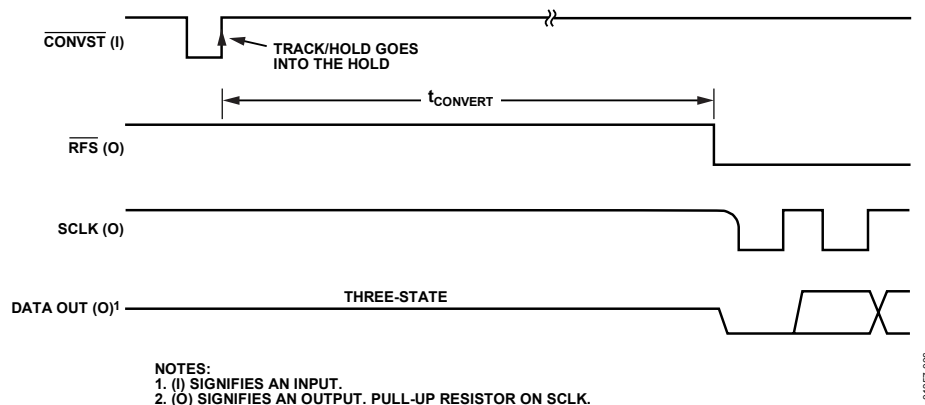 CONVST (I)
TRACK/HOLD GOES
INTO THE HOLD
tCONVERT
RFS (O)
SCLK (O)
THREE-STATE
DATA OUT (O)1
NOTES:
1. (I) SIGNIFIES AN INPUT.
2. (O) SIGNIFIES AN OUTPUT. PULL-UP RESISTOR ON SCLK.